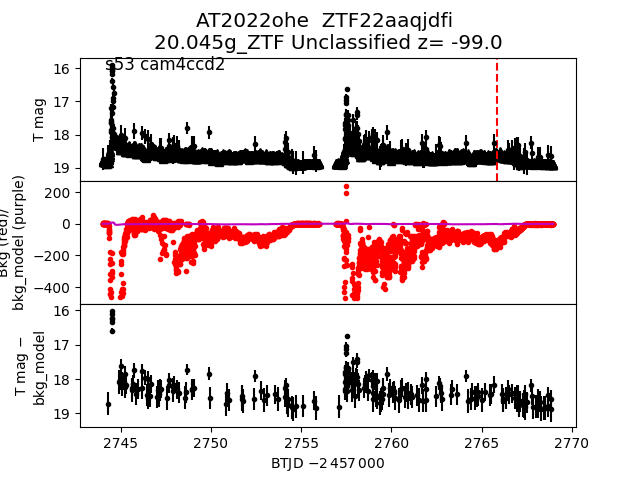 AT2022ohe  ZTF22aaqjdfi
20.045g_ZTF Unclassified z= -99.0
s53 cam4ccd2
T mag
16
17
18
19
Bkg (red)/
bkg_model (purple)
200
0
−200
−400
T mag −
bkg_model
16
17
18
19
2745
2750
2755
2760
2765
2770
BTJD −2 457 000